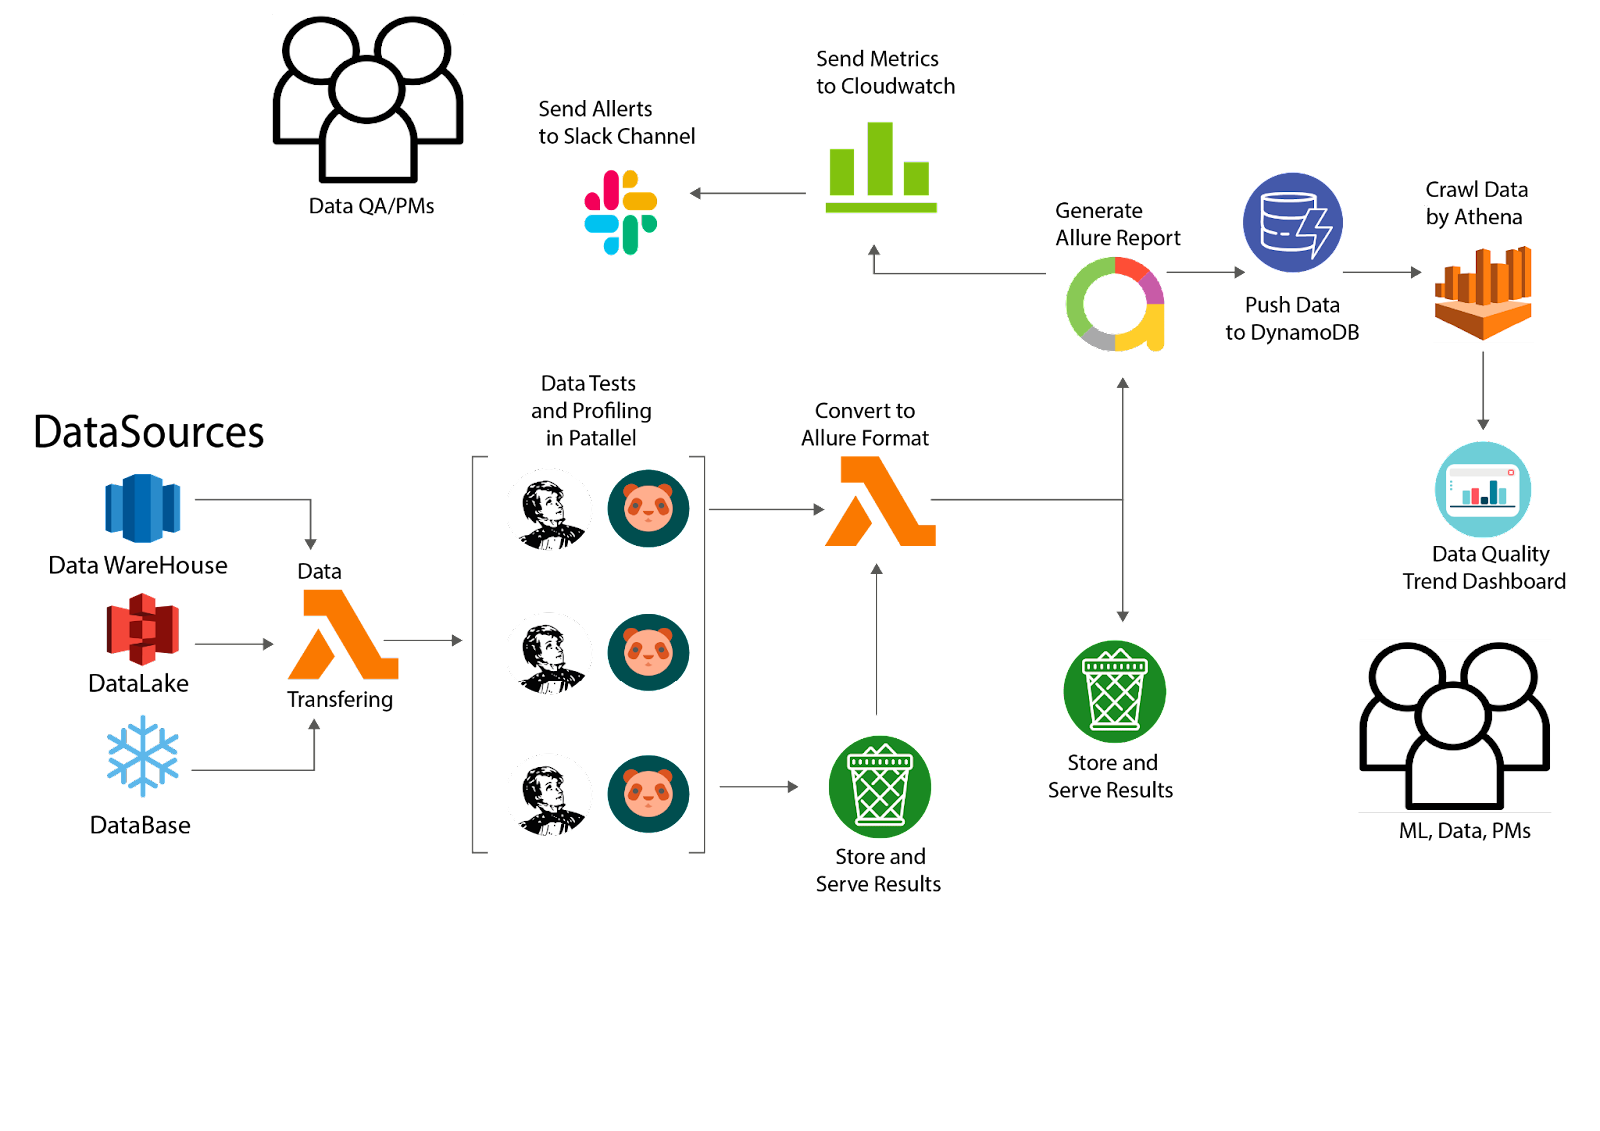 Send Metrics
to Cloudwatch
Send Allerts
to Slack Channel
Data QA/PMs
Generate
Allure Report
Crawl Data
by Athena
Push Data
to DynamoDB
Data Tests
and Profiling
in Patallel
Convert to
Allure Format
DataSources
Data WareHouse
Data
Transfering
DataLake
DataBase
Data Quality
Trend Dashboard
Store and
Serve Results
Store and
Serve Results
ML, Data, PMs